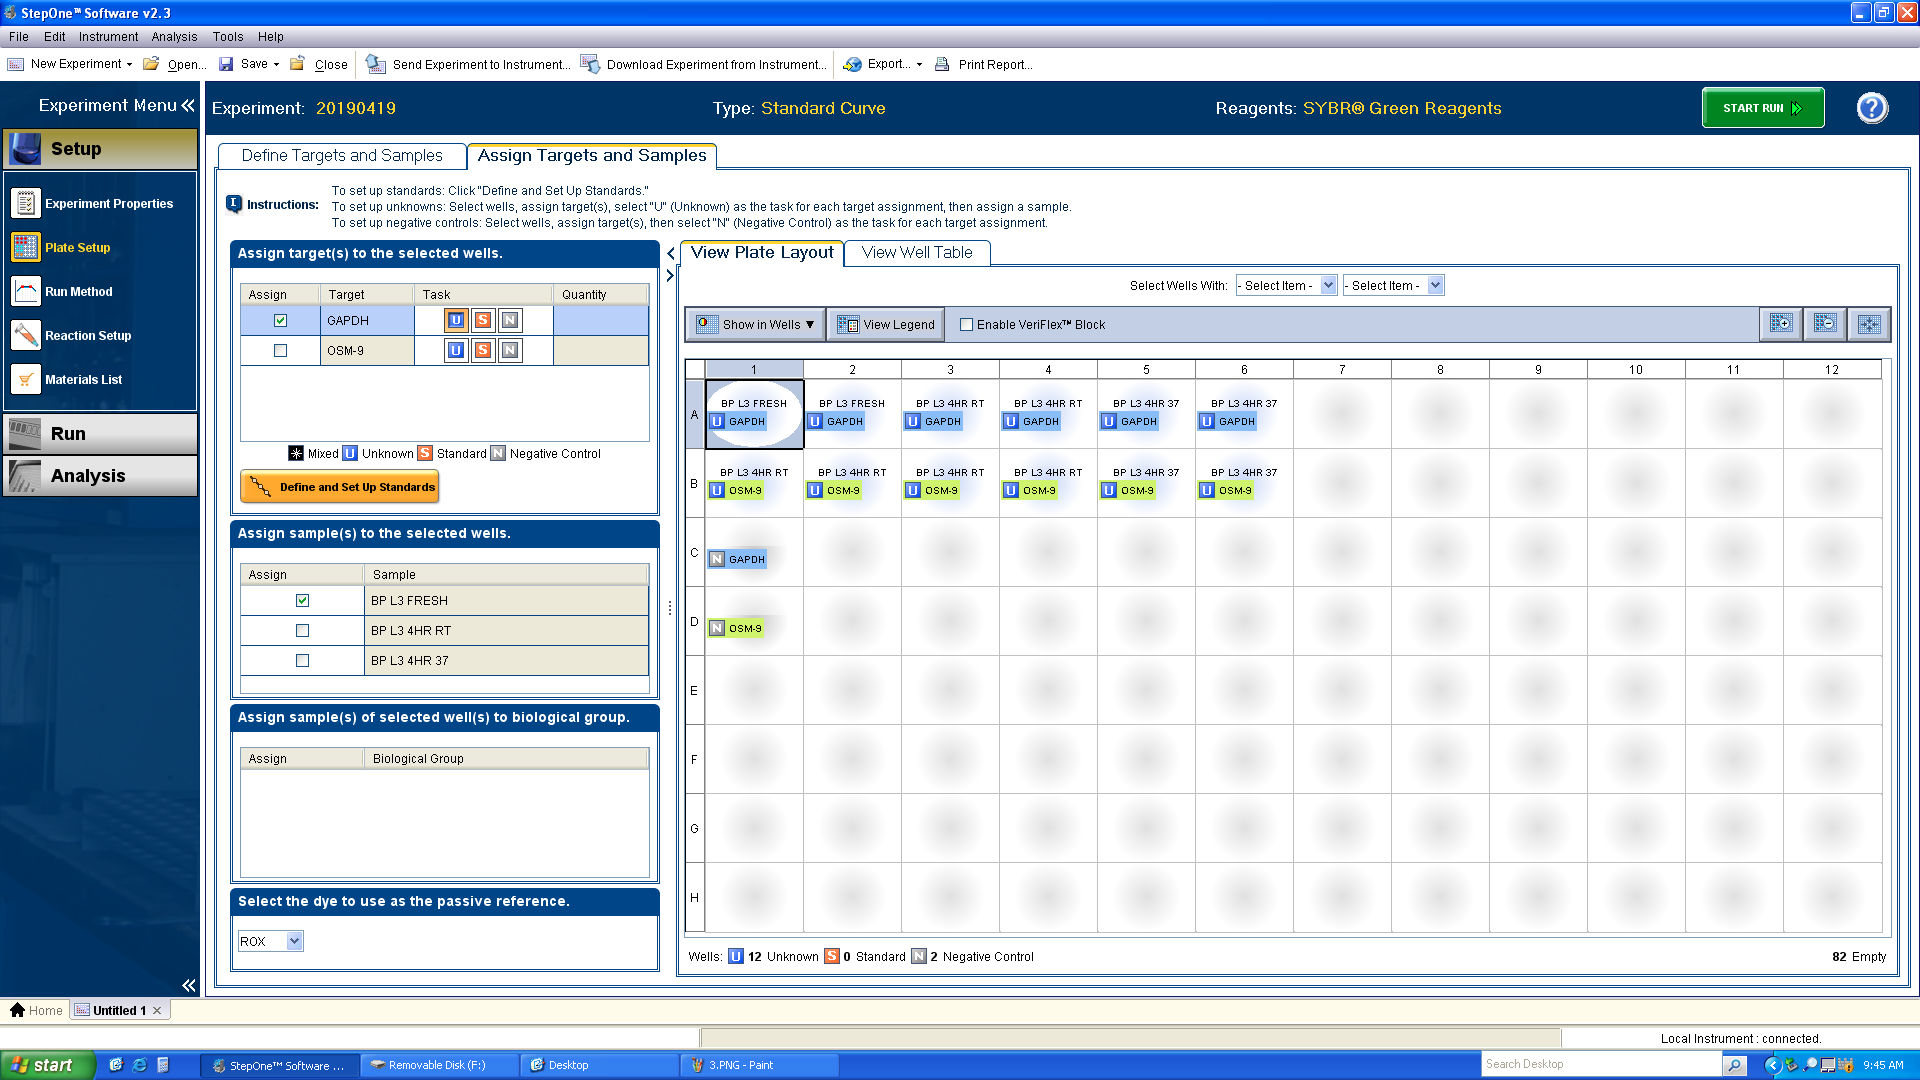 StepOne™ Software v2.3
File Edit Instrument Analysis Tools Help
New Experiment Open... Save Close Send Experiment to Instrument... Download Experiment from Instrument... Export... Print Report...
Experiment Menu «
Experiment: 20190419 Type: Standard Curve Reagents: SYBR® Green Reagents START RUN ?
Setup
Experiment Properties
Plate Setup
Run Method
Reaction Setup
Materials List
Run
Analysis
«
Define Targets and Samples Assign Targets and Samples
Instructions:
To set up standards: Click "Define and Set Up Standards."
To set up unknowns: Select wells, assign target(s), select "U" (Unknown) as the task for each target assignment, then assign a sample.
To set up negative controls: Select wells, assign target(s), then select "N" (Negative Control) as the task for each target assignment.
Assign target(s) to the selected wells.
Assign Target Task Quantity
GAPDH U S N
OSM-9 U S N
Mixed U Unknown S Standard N Negative Control
Define and Set Up Standards
Assign sample(s) to the selected wells.
Assign Sample
BP L3 FRESH
BP L3 4HR RT
BP L3 4HR 37
Assign sample(s) of selected well(s) to biological group.
Assign Biological Group
Select the dye to use as the passive reference.
ROX
View Plate Layout View Well Table
Select Wells With: - Select Item - - Select Item -
Show in Wells ▼ View Legend Enable VeriFlex™ Block
1 2 3 4 5 6 7 8 9 10 11 12
A
BP L3 FRESH BP L3 FRESH BP L3 4HR RT BP L3 4HR RT BP L3 4HR 37 BP L3 4HR 37
U GAPDH U GAPDH U GAPDH U GAPDH U GAPDH U GAPDH
B
BP L3 4HR RT BP L3 4HR RT BP L3 4HR RT BP L3 4HR RT BP L3 4HR 37 BP L3 4HR 37
U OSM-9 U OSM-9 U OSM-9 U OSM-9 U OSM-9 U OSM-9
C
N GAPDH
D
N OSM-9
E
F
G
H
Wells: U 12 Unknown S 0 Standard N 2 Negative Control 82 Empty
Home Untitled 1
Local Instrument : connected.
start StepOne™ Software ... Removable Disk (F:) Desktop 3.PNG - Paint Search Desktop 9:45 AM